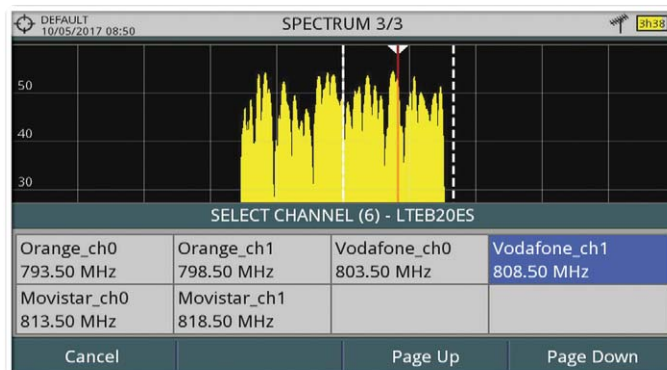 DEFAULT
10/05/2017 08:50
SPECTRUM 3/3
3h38
50
40
30
SELECT CHANNEL (6) - LTEB20ES
Orange_ch0
793.50 MHz
Orange_ch1
798.50 MHz
Vodafone_ch0
803.50 MHz
Vodafone_ch1
808.50 MHz
Movistar_ch0
813.50 MHz
Movistar_ch1
818.50 MHz
Cancel
Page Up
Page Down